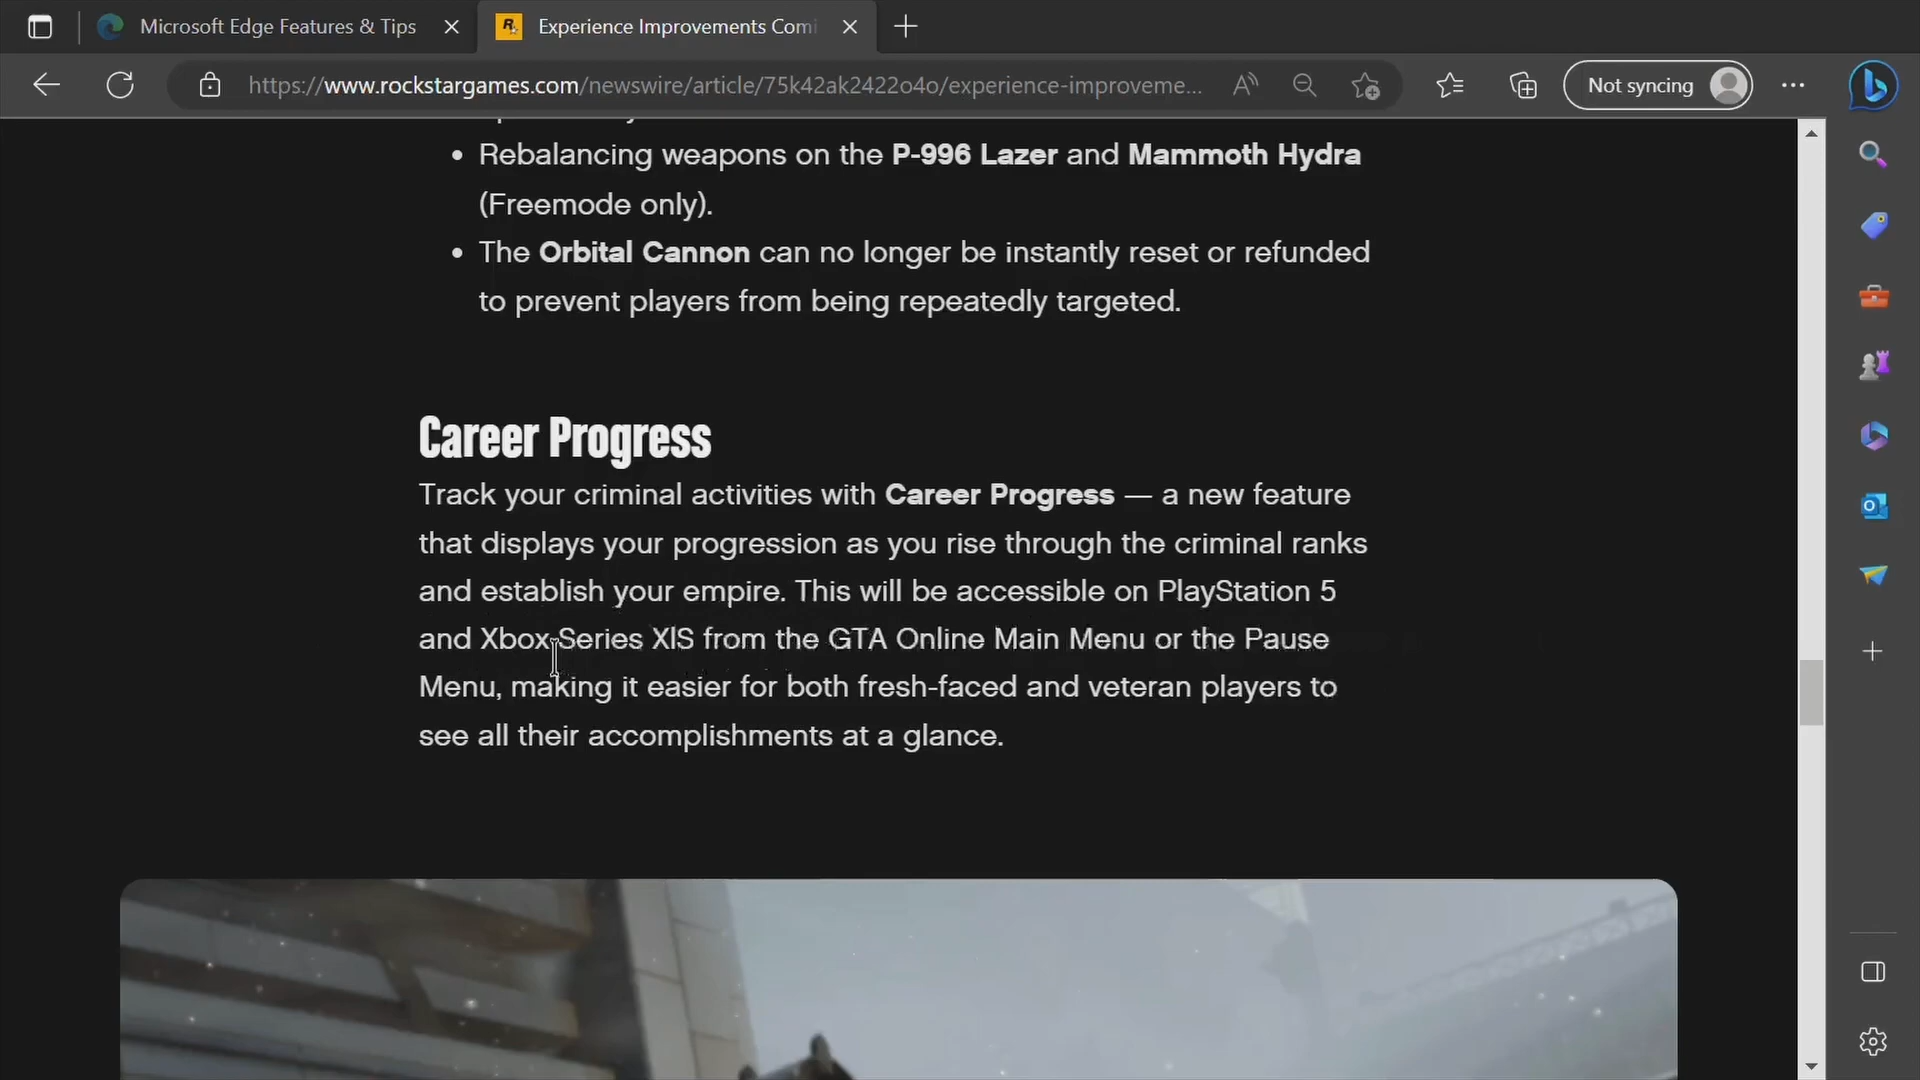 Microsoft Edge Features & Tips
Experience Improvements Comi
https://www.rockstargames.com/newswire/article/75k42ak2422o4o/experience-improveme...
Not syncing
• Rebalancing weapons on the P-996 Lazer and Mammoth Hydra
(Freemode only).
• The Orbital Cannon can no longer be instantly reset or refunded
to prevent players from being repeatedly targeted.
Career Progress
Track your criminal activities with Career Progress — a new feature
that displays your progression as you rise through the criminal ranks
and establish your empire. This will be accessible on PlayStation 5
and Xbox Series X|S from the GTA Online Main Menu or the Pause
Menu, making it easier for both fresh-faced and veteran players to
see all their accomplishments at a glance.